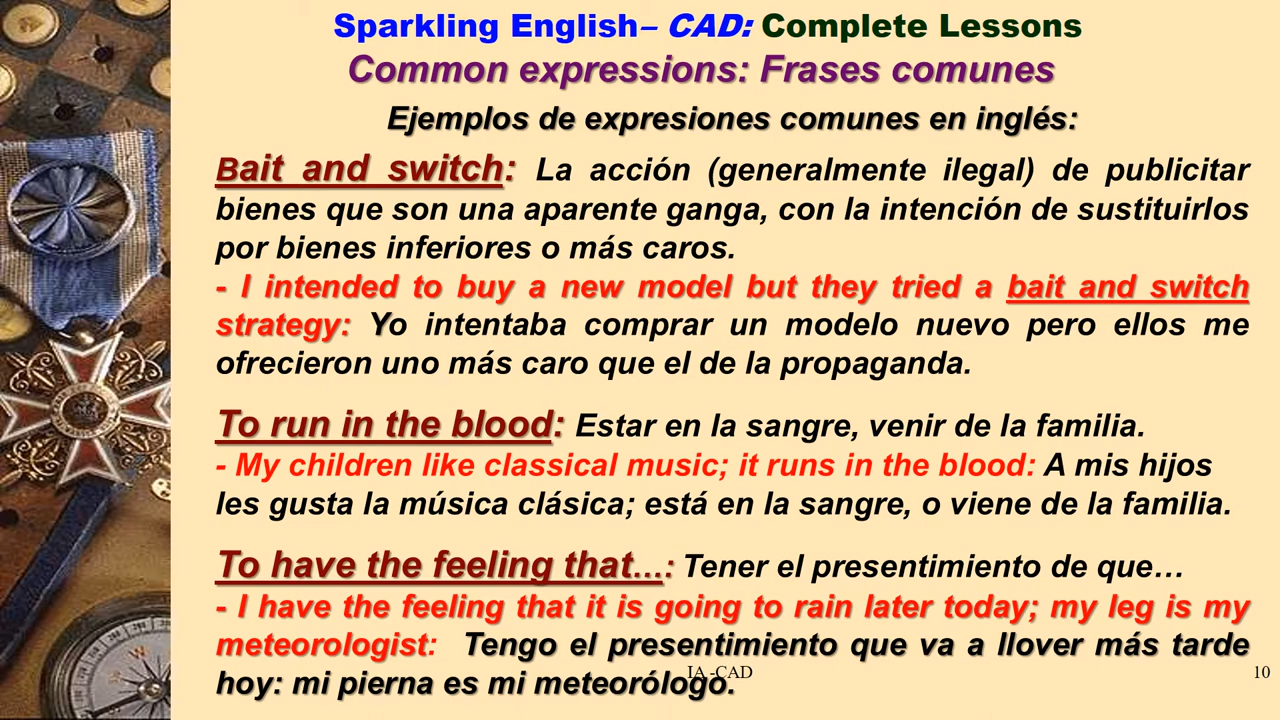 Sparkling English– CAD: Complete Lessons
Common expressions: Frases comunes
Ejemplos de expresiones comunes en inglés:
Bait and switch: La acción (generalmente ilegal) de publicitar
bienes que son una aparente ganga, con la intención de sustituirlos
por bienes inferiores o más caros.
- I intended to buy a new model but they tried a bait and switch
strategy: Yo intentaba comprar un modelo nuevo pero ellos me
ofrecieron uno más caro que el de la propaganda.
To run in the blood: Estar en la sangre, venir de la familia.
- My children like classical music; it runs in the blood: A mis hijos
les gusta la música clásica; está en la sangre, o viene de la familia.
To have the feeling that...: Tener el presentimiento de que…
- I have the feeling that it is going to rain later today; my leg is my
meteorologist: Tengo el presentimiento que va a llover más tarde
hoy: mi pierna es mi meteorólogo.
IA -CAD
10